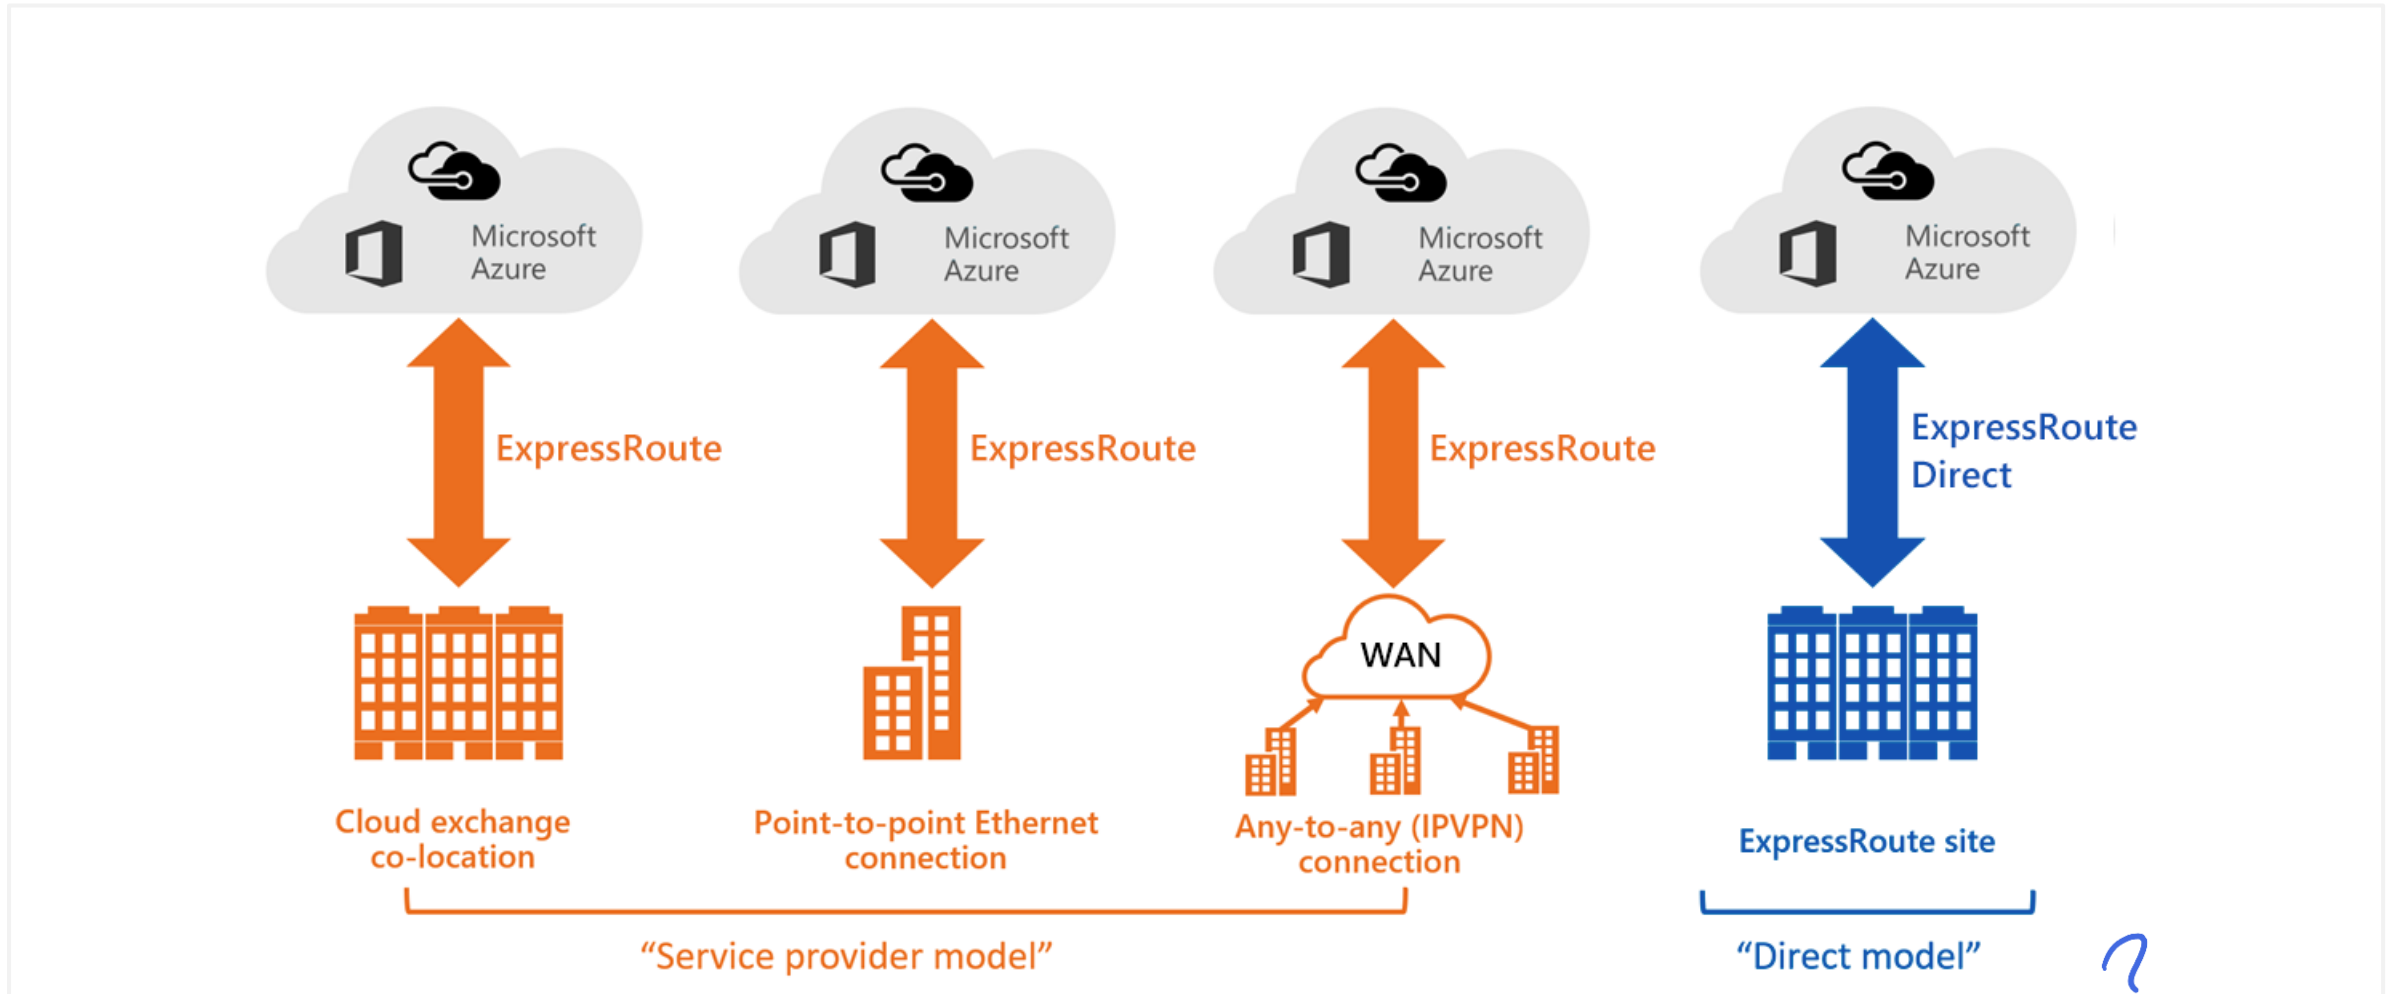 Microsoft
Azure
Microsoft
Azure
Microsoft
Azure
Microsoft
Azure
ExpressRoute
ExpressRoute
ExpressRoute
ExpressRoute
Direct
WAN
Cloud exchange
co-location
Point-to-point Ethernet
connection
Any-to-any (IPVPN)
connection
ExpressRoute site
“Service provider model”
“Direct model”